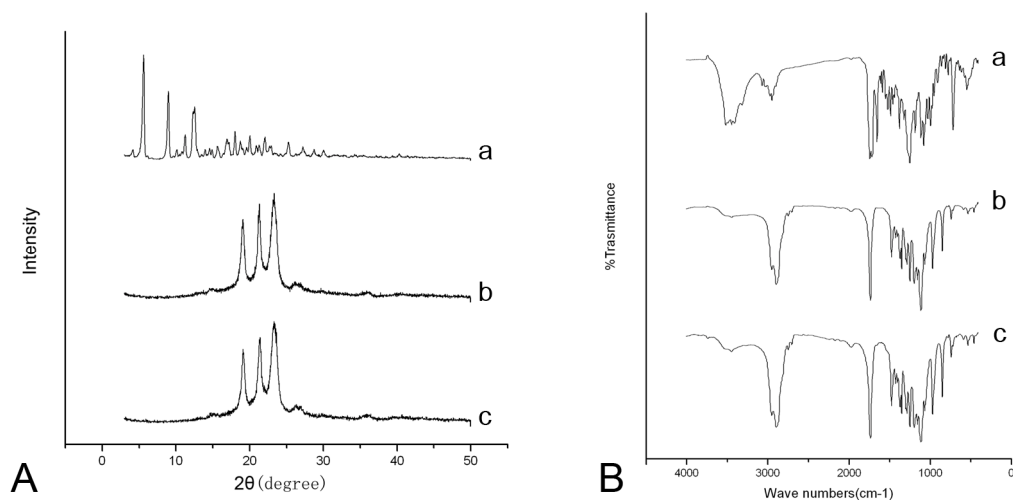 Intensity
a
b
c
0 10 20 30 40 50
2θ(degree)
A
%Trasmittance
a
b
c
4000 3000 2000 1000 0
Wave numbers(cm-1)
B